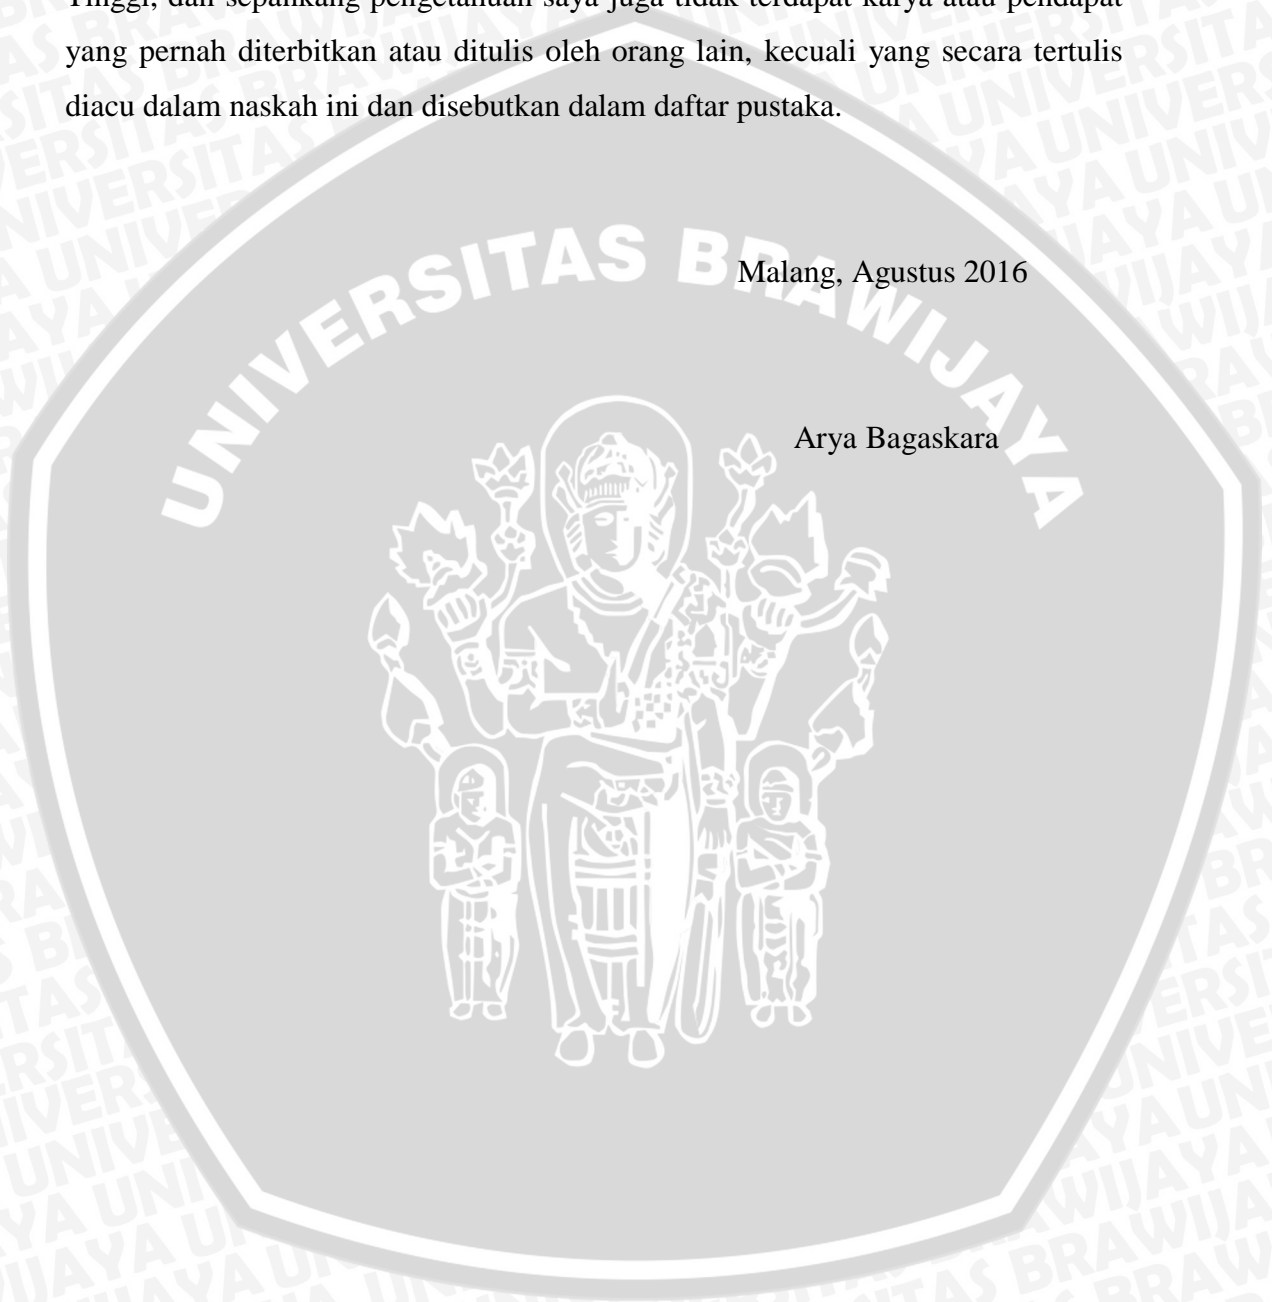 Tinggi, dan sepankang pengetahuan saya juga tidak terdapat karya atau pendapat
yang pernah diterbitkan atau ditulis oleh orang lain, kecuali yang secara tertulis
diacu dalam naskah ini dan disebutkan dalam daftar pustaka.
UNIVERSITAS BRAWIJAYA
Malang, Agustus 2016
Arya Bagaskara